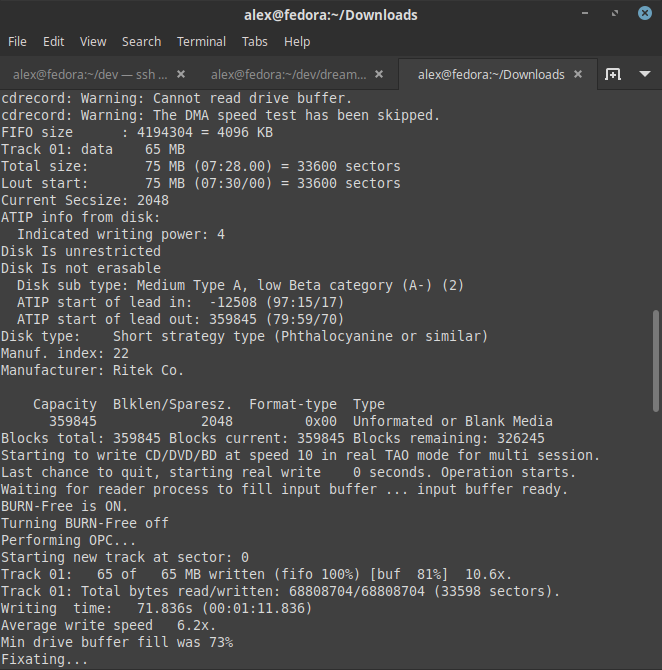 alex@fedora:~/Downloads
File Edit View Search Terminal Tabs Help
alex@fedora:~/dev — ssh ... alex@fedora:~/dev/dream... alex@fedora:~/Downloads
cdrecord: Warning: Cannot read drive buffer.
cdrecord: Warning: The DMA speed test has been skipped.
FIFO size      : 4194304 = 4096 KB
Track 01: data    65 MB
Total size:       75 MB (07:28.00) = 33600 sectors
Lout start:       75 MB (07:30/00) = 33600 sectors
Current Secsize: 2048
ATIP info from disk:
  Indicated writing power: 4
Disk Is unrestricted
Disk Is not erasable
  Disk sub type: Medium Type A, low Beta category (A-) (2)
  ATIP start of lead in:  -12508 (97:15/17)
  ATIP start of lead out: 359845 (79:59/70)
Disk type:    Short strategy type (Phthalocyanine or similar)
Manuf. index: 22
Manufacturer: Ritek Co.
    Capacity  Blklen/Sparesz.  Format-type  Type
      359845             2048         0x00  Unformated or Blank Media
Blocks total: 359845 Blocks current: 359845 Blocks remaining: 326245
Starting to write CD/DVD/BD at speed 10 in real TAO mode for multi session.
Last chance to quit, starting real write    0 seconds. Operation starts.
Waiting for reader process to fill input buffer ... input buffer ready.
BURN-Free is ON.
Turning BURN-Free off
Performing OPC...
Starting new track at sector: 0
Track 01:   65 of   65 MB written (fifo 100%) [buf  81%]  10.6x.
Track 01: Total bytes read/written: 68808704/68808704 (33598 sectors).
Writing  time:   71.836s (00:01:11.836)
Average write speed   6.2x.
Min drive buffer fill was 73%
Fixating...